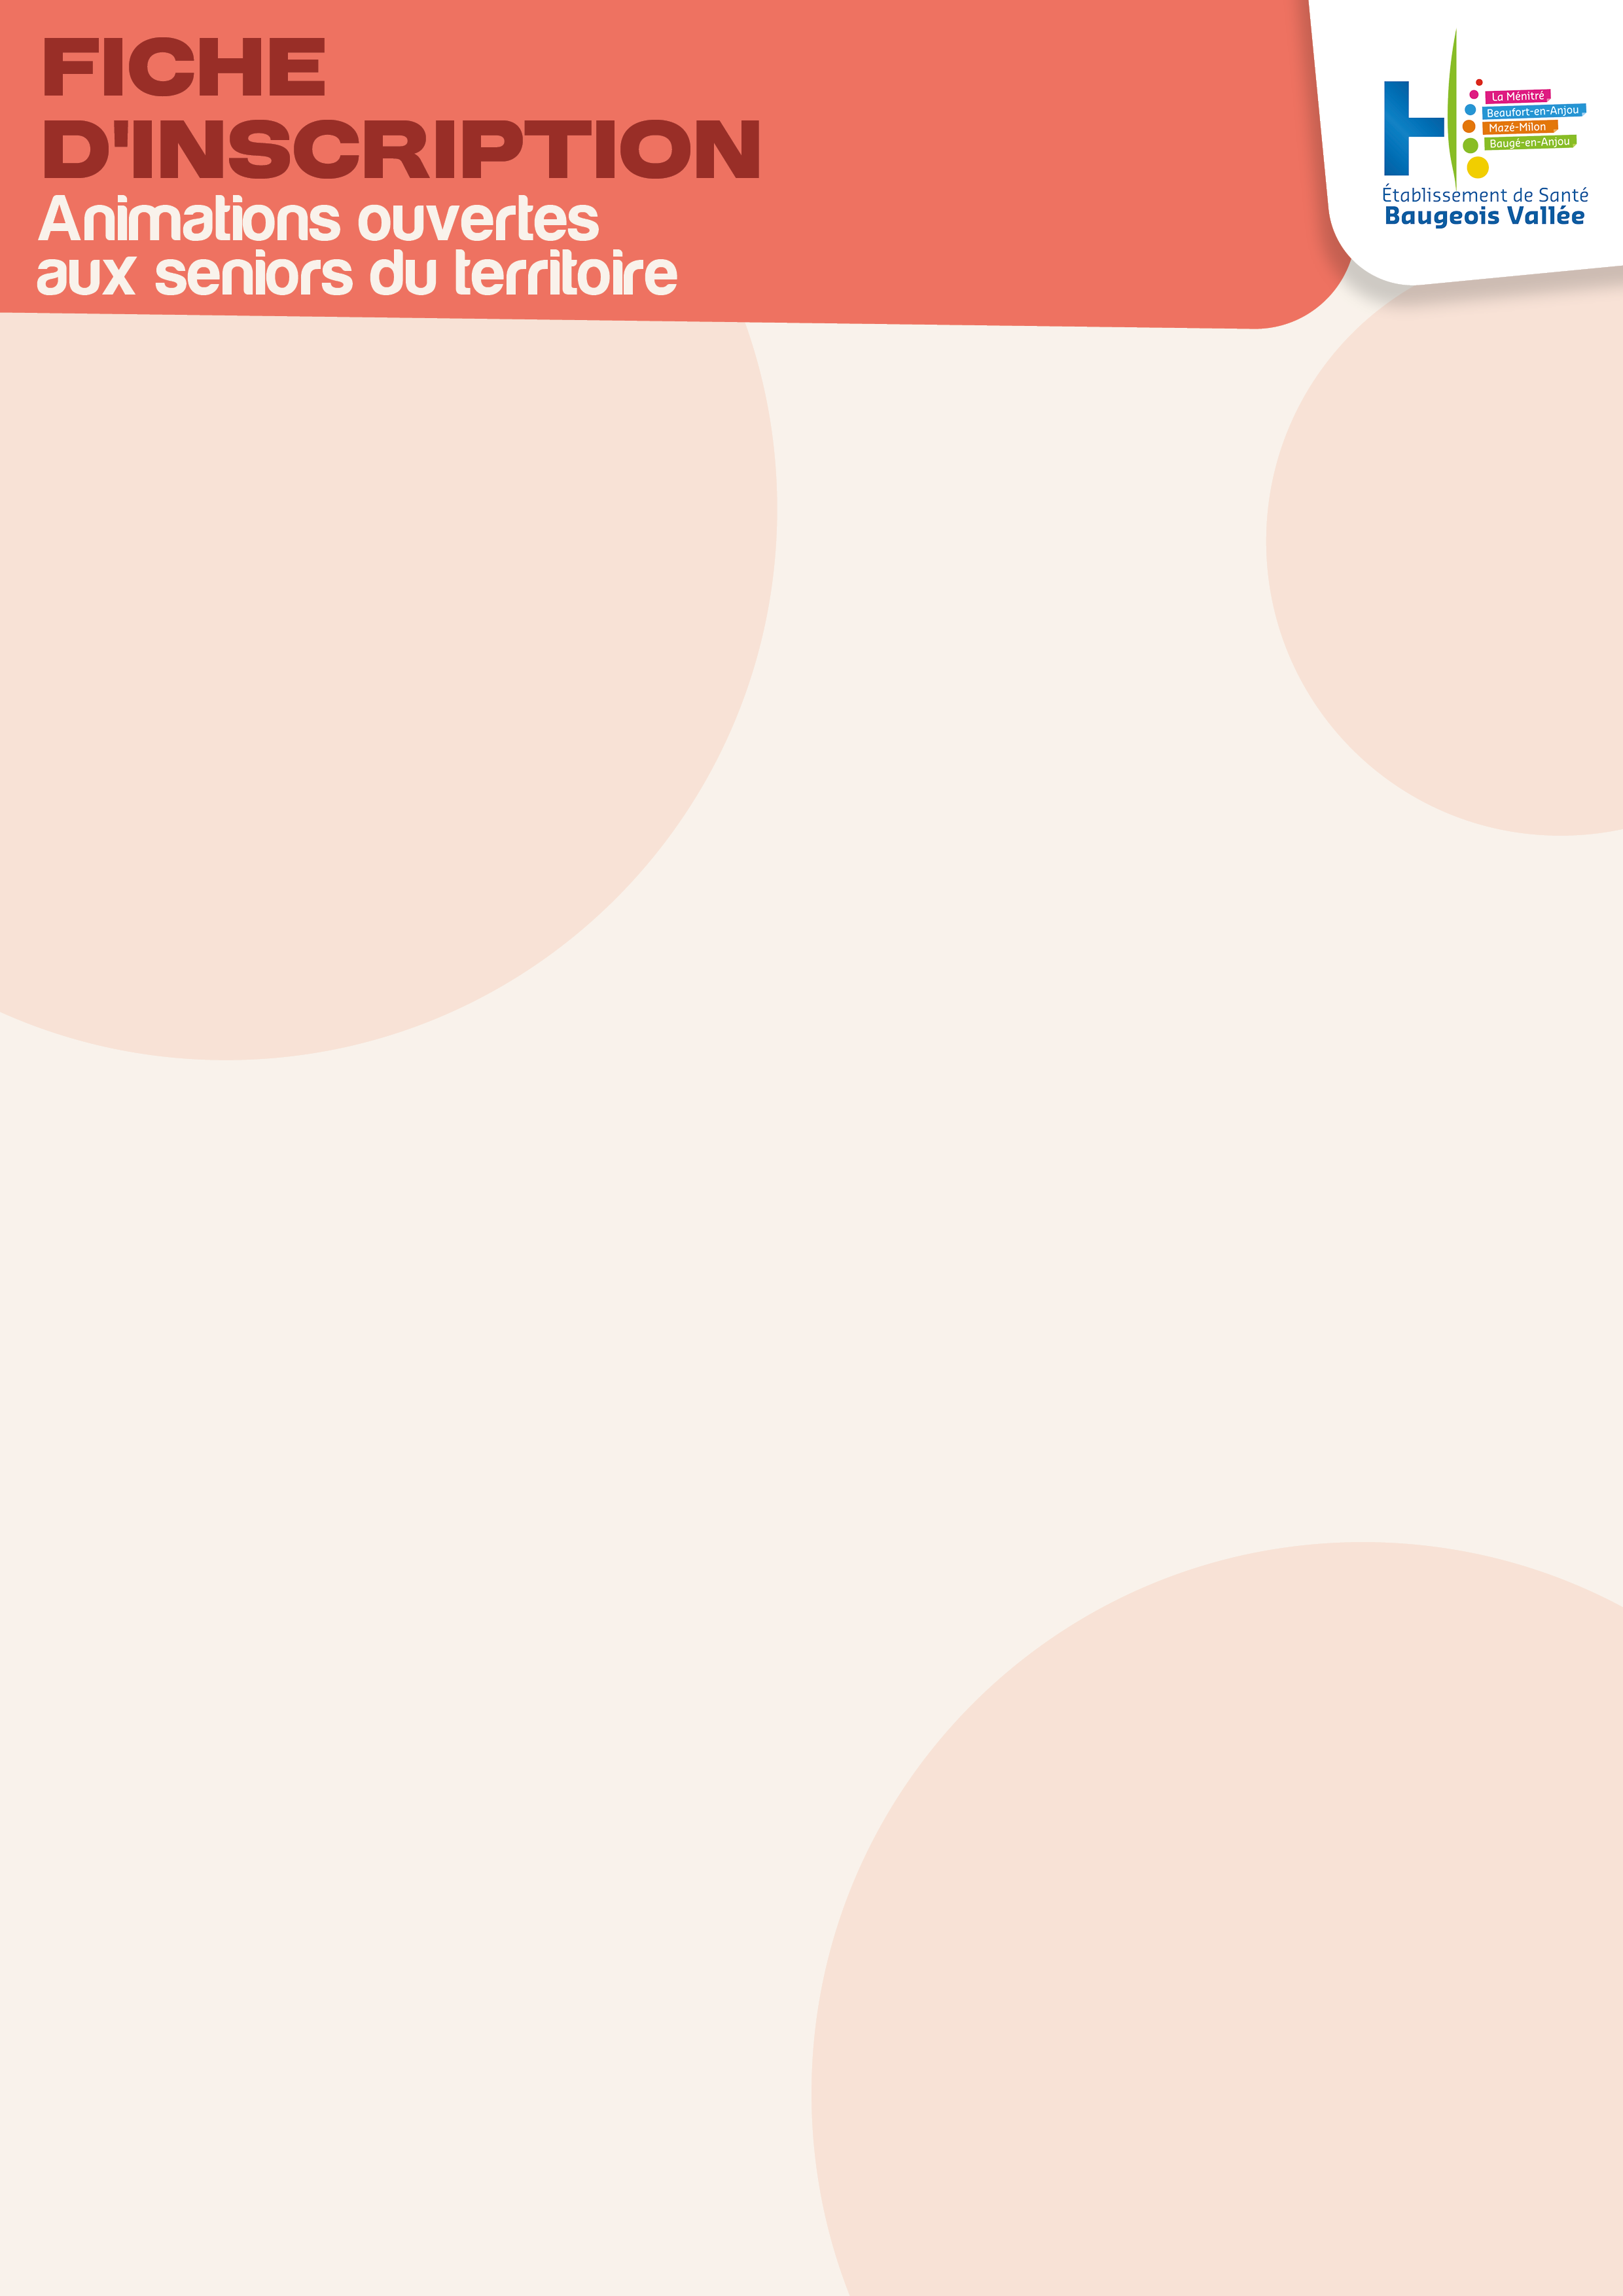 FICHE
D'INSCRIPTION
Animations ouvertes
aux seniors du territoire
La Ménitré
Beaufort-en-Anjou
Mazé-Milon
Baugé-en-Anjou
Établissement de Santé
Baugeois Vallée